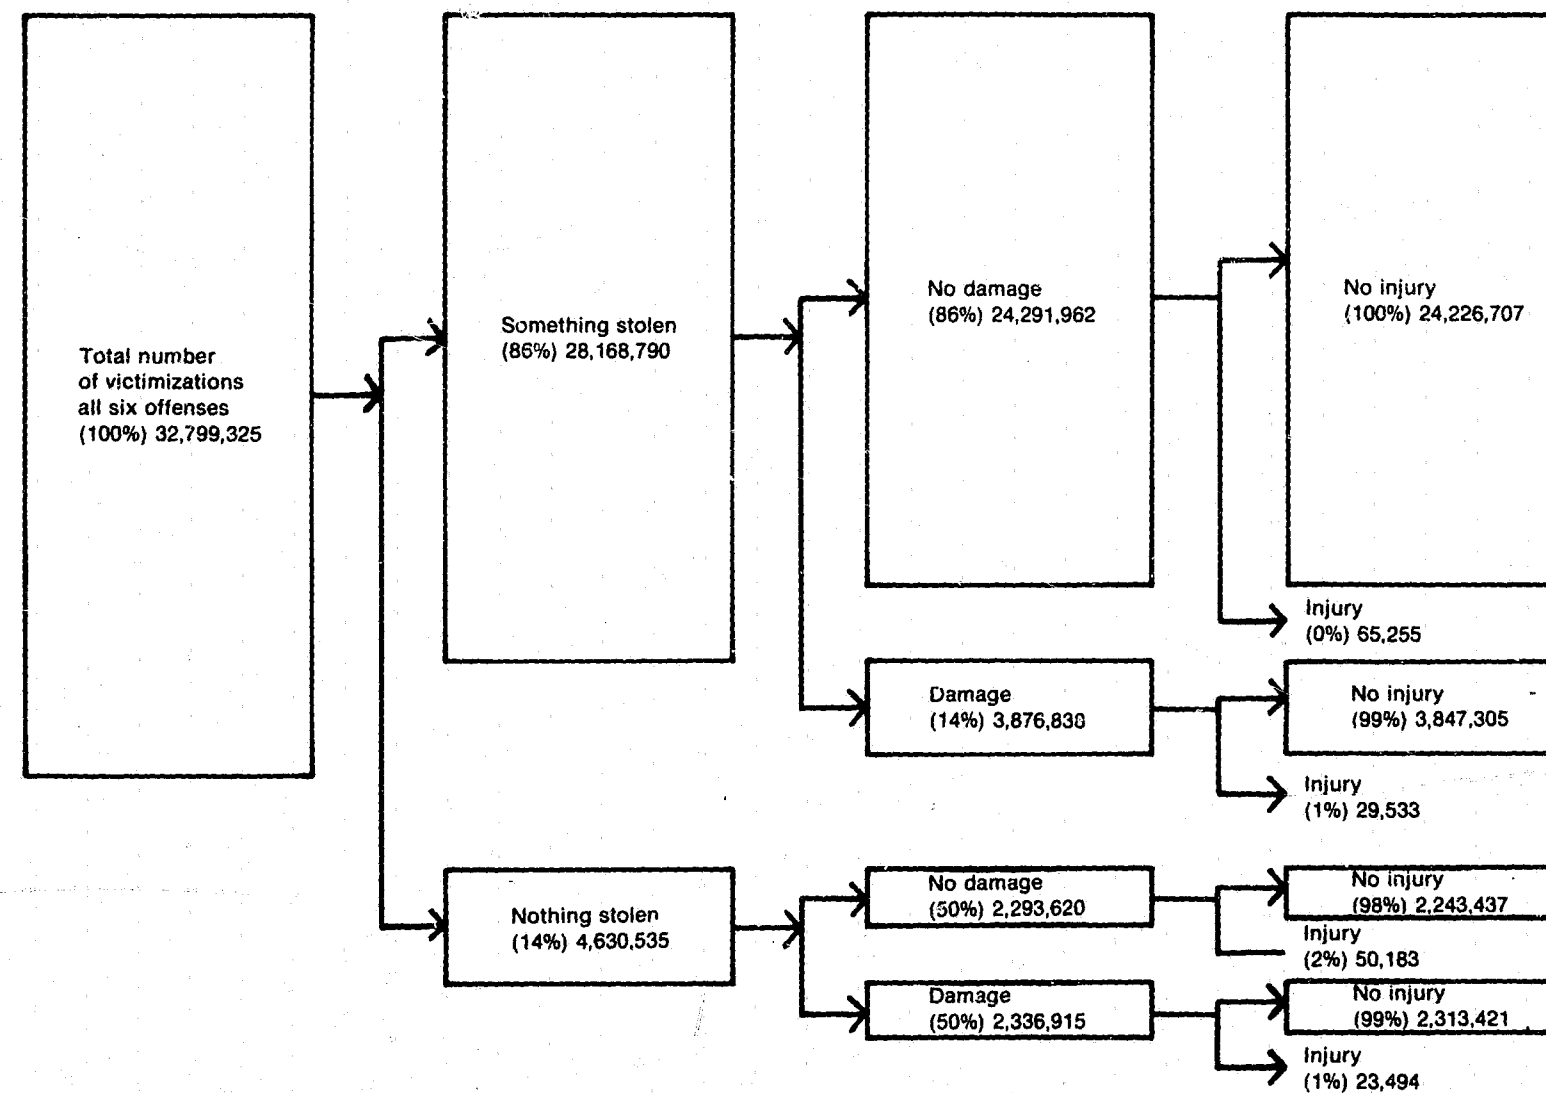 Total number
of victimizations
all six offenses
(100%) 32,799,325
Something stolen
(86%) 28,168,790
No damage
(86%) 24,291,962
No injury
(100%) 24,226,707
Injury
(0%) 65,255
Damage
(14%) 3,876,830
No injury
(99%) 3,847,305
Injury
(1%) 29,533
Nothing stolen
(14%) 4,630,535
No damage
(50%) 2,293,620
No injury
(98%) 2,243,437
Injury
(2%) 50,183
Damage
(50%) 2,336,915
No injury
(99%) 2,313,421
Injury
(1%) 23,494